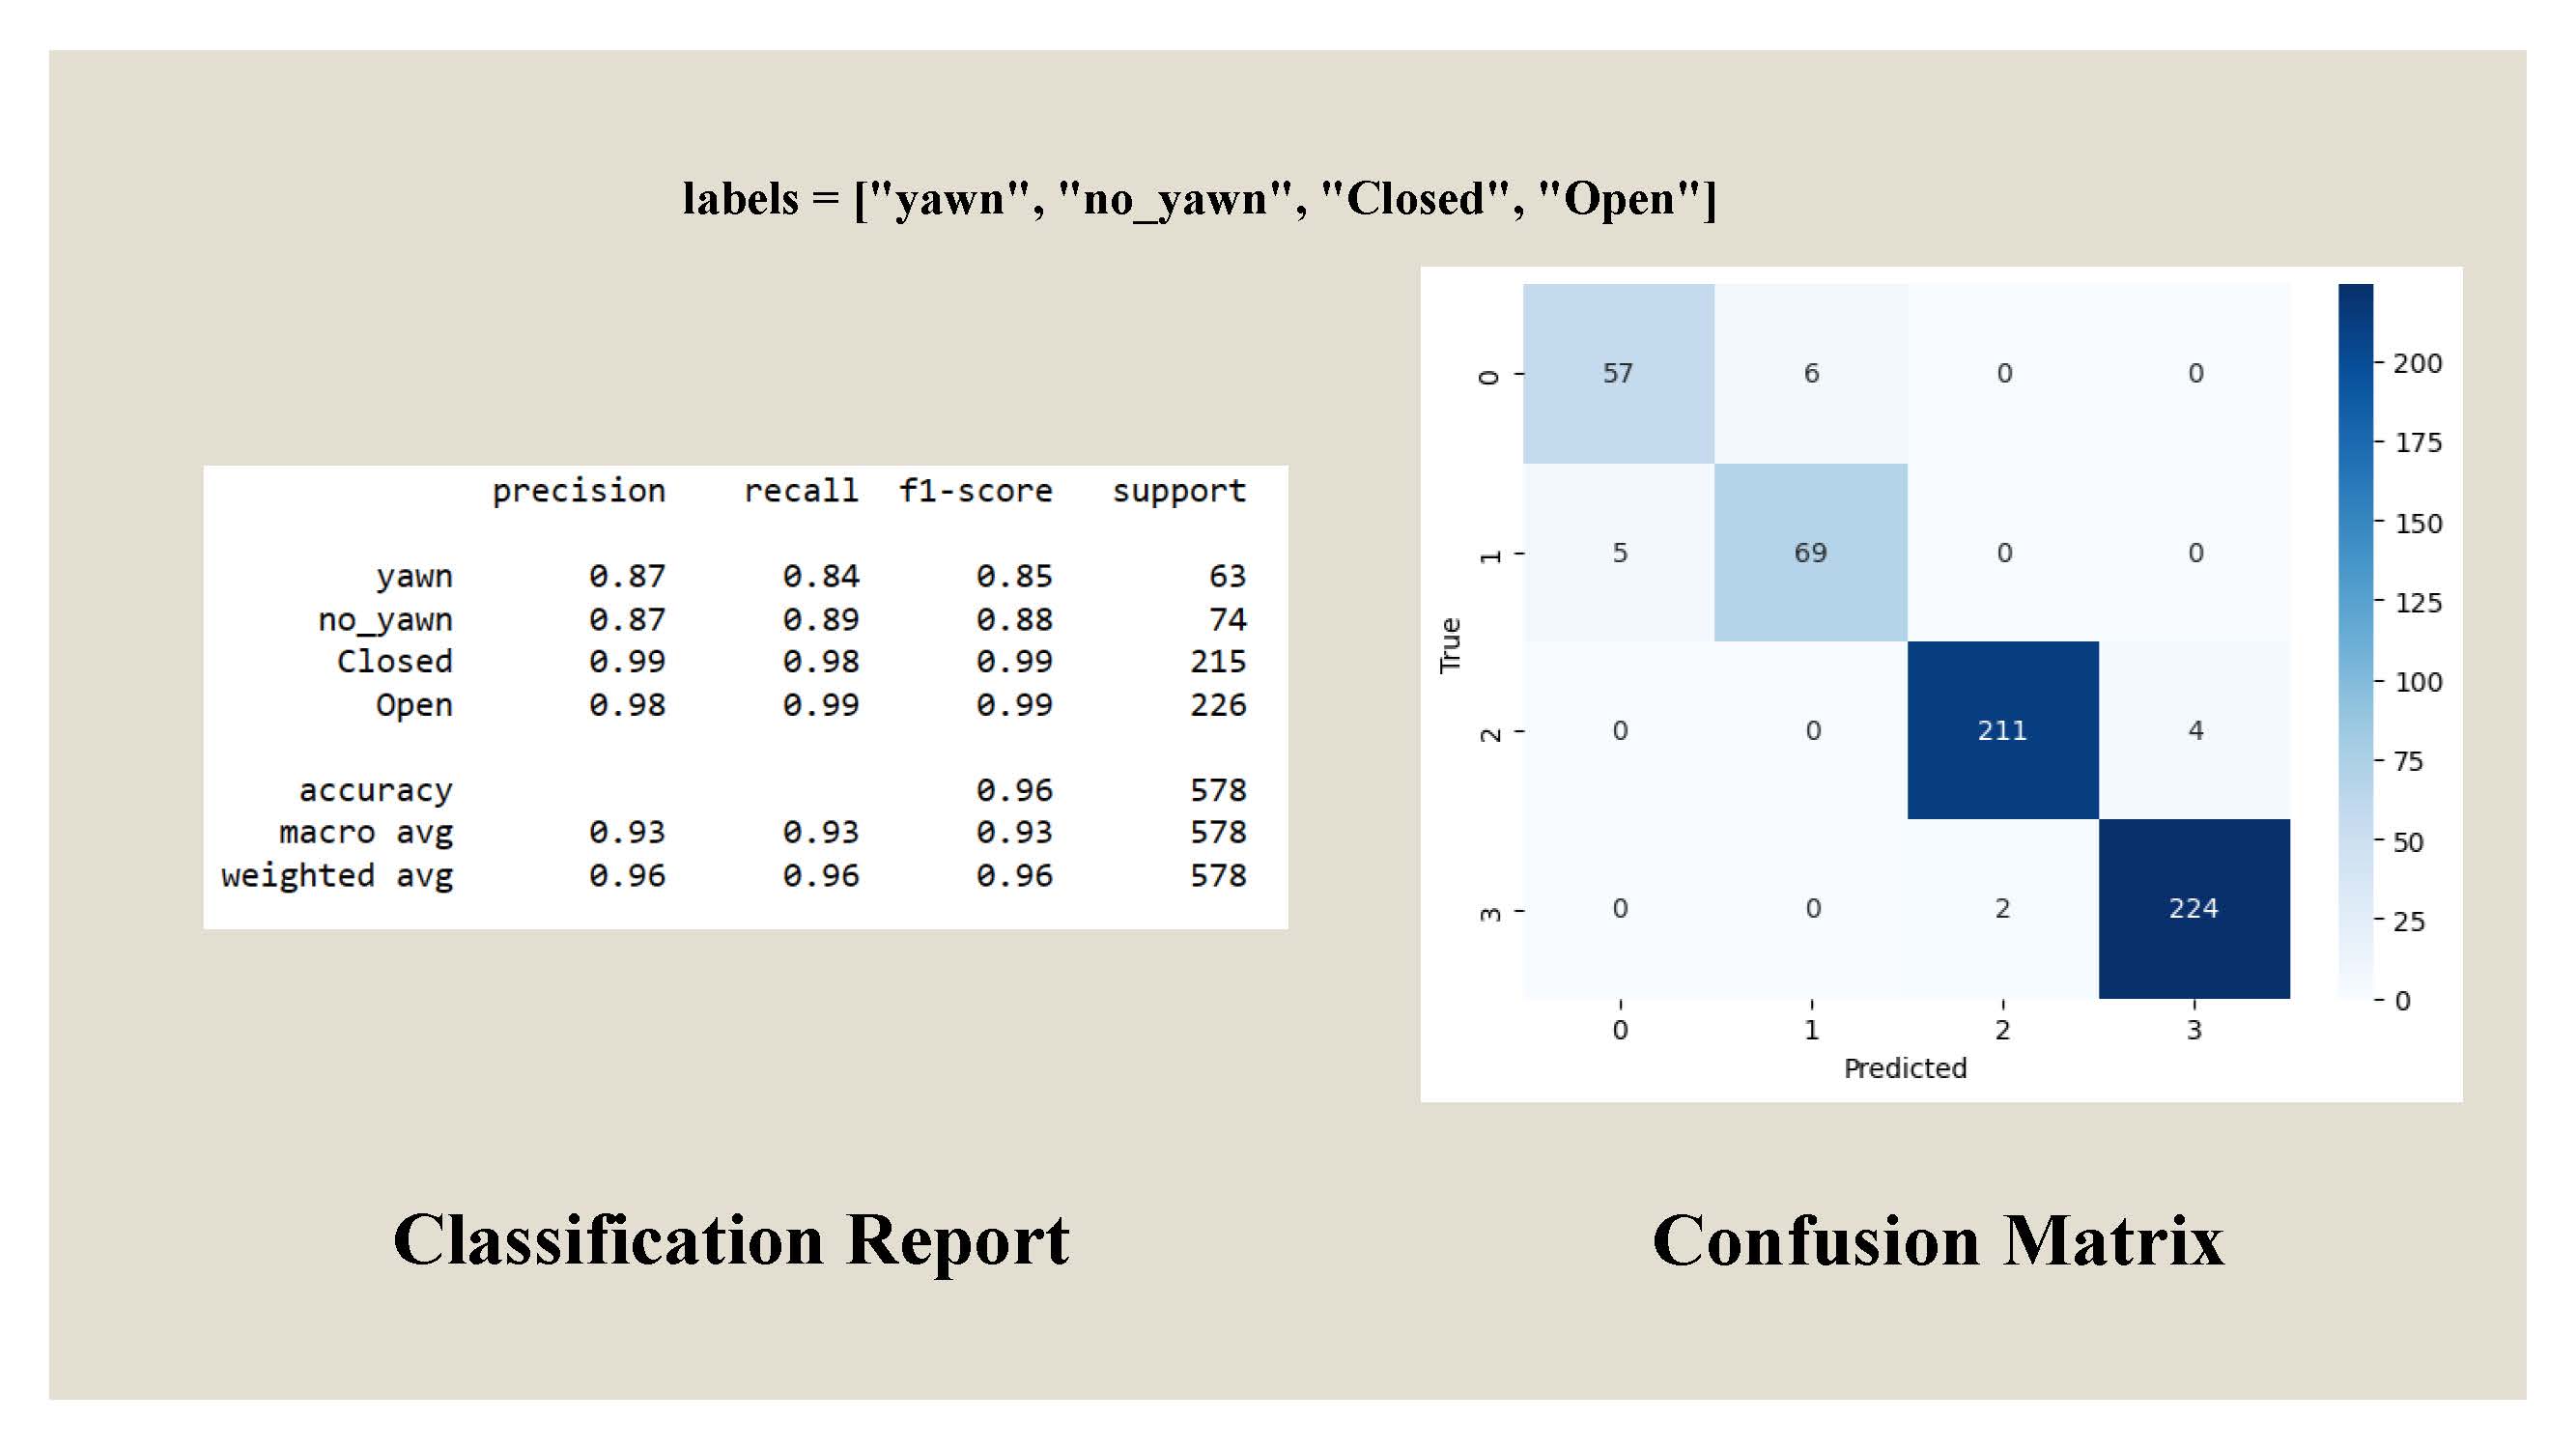 labels = ["yawn", "no_yawn", "Closed", "Open"]
precision recall f1-score support
yawn 0.87 0.84 0.85 63
no_yawn 0.87 0.89 0.88 74
Closed 0.99 0.98 0.99 215
Open 0.98 0.99 0.99 226
accuracy 0.96 578
macro avg 0.93 0.93 0.93 578
weighted avg 0.96 0.96 0.96 578
Classification Report
True
0 57 6 0 0
1 5 69 0 0
2 0 0 211 4
3 0 0 2 224
0 1 2 3
Predicted
200
175
150
125
100
75
50
25
0
Confusion Matrix